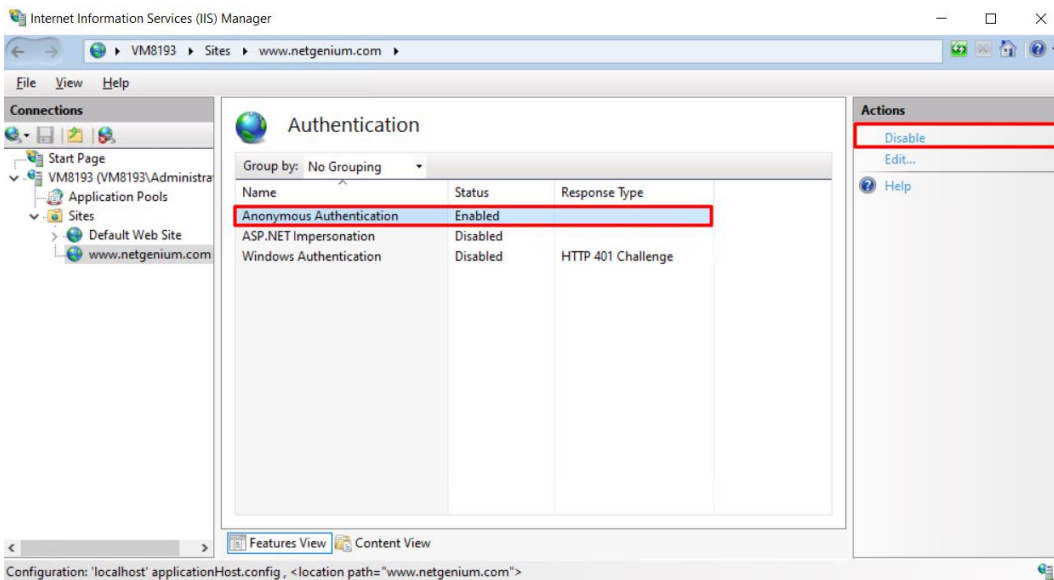 Internet Information Services (IIS) Manager
VM8193 Sites www.netgenium.com
File View Help
Connections
Start Page
VM8193 (VM8193\Administra
Application Pools
Sites
Default Web Site
www.netgenium.com
Authentication
Group by: No Grouping
Name Status Response Type
Anonymous Authentication Enabled
ASP.NET Impersonation Disabled
Windows Authentication Disabled HTTP 401 Challenge
Features View Content View
Actions
Disable
Edit...
Help
Configuration: 'localhost' applicationHost.config , <location path="www.netgenium.com">